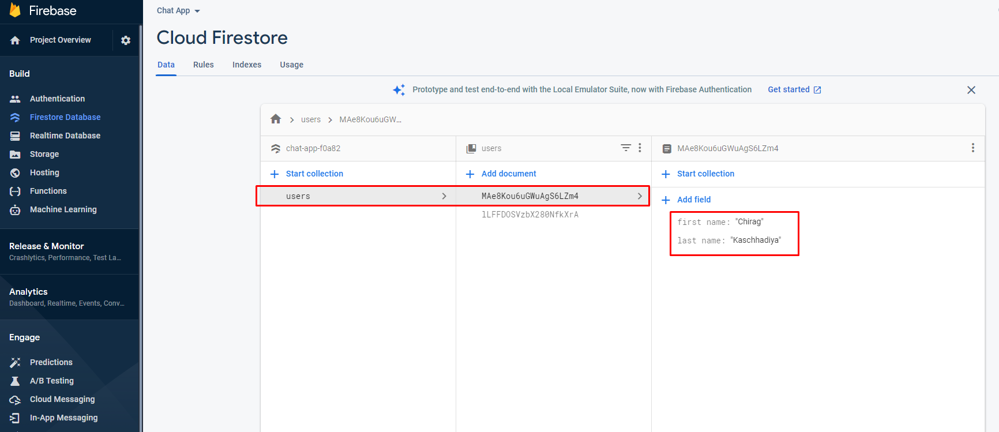 Firebase
Project Overview
Build
Authentication
Firestore Database
Realtime Database
Storage
Hosting
Functions
Machine Learning
Release & Monitor
Crashlytics, Performance, Test La...
Analytics
Dashboard, Realtime, Events, Conv...
Engage
Predictions
A/B Testing
Cloud Messaging
In-App Messaging
Chat App
Cloud Firestore
Data Rules Indexes Usage
Prototype and test end-to-end with the Local Emulator Suite, now with Firebase Authentication Get started
users MAe8Kou6uGW...
chat-app-f0a82
Start collection
users
users
Add document
MAe8Kou6uGWuAgS6LZm4
lLFFDOSVzbX280NfkXrA
MAe8Kou6uGWuAgS6LZm4
Start collection
Add field
first name: "Chirag"
last name: "Kaschhadiya"